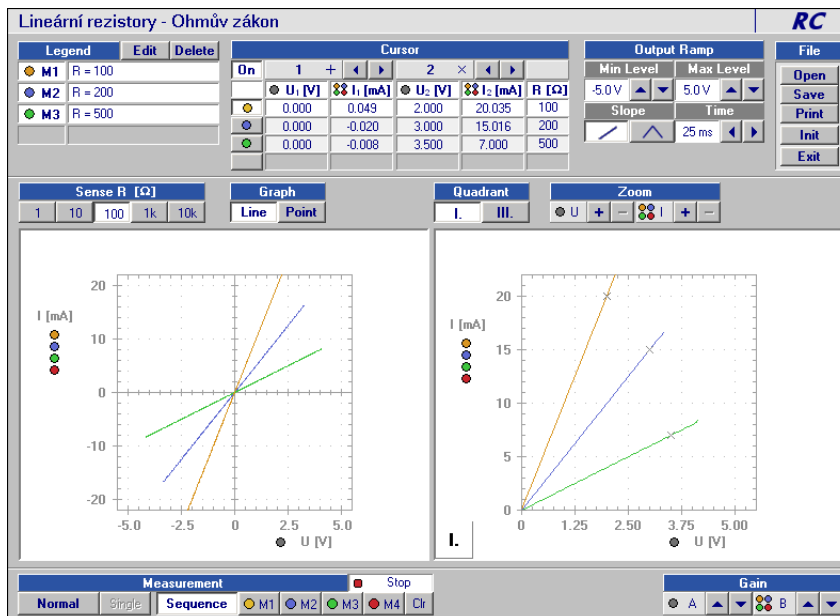 Lineární rezistory - Ohmův zákon
RC
Legend Edit Delete
M1 R = 100
M2 R = 200
M3 R = 500
Cursor
On 1 + 2 ×
U1 [V] I1 [mA] U2 [V] I2 [mA] R [Ω]
0.000 0.049 2.000 20.035 100
0.000 -0.020 3.000 15.016 200
0.000 -0.008 3.500 7.000 500
Output Ramp
Min Level Max Level
-5.0 V 5.0 V
Slope Time
25 ms
File
Open
Save
Print
Init
Exit
Sense R [Ω]
1 10 100 1k 10k
Graph
Line Point
Quadrant
I. III.
Zoom
U + − I + −
I [mA]
20
10
0
-10
-20
-5.0 -2.5 0 2.5 5.0
U [V]
I [mA]
20
15
10
5
0
0 1.25 2.50 3.75 5.00
U [V]
I.
Measurement
Stop
Normal Single Sequence M1 M2 M3 M4 Clr
Gain
A B